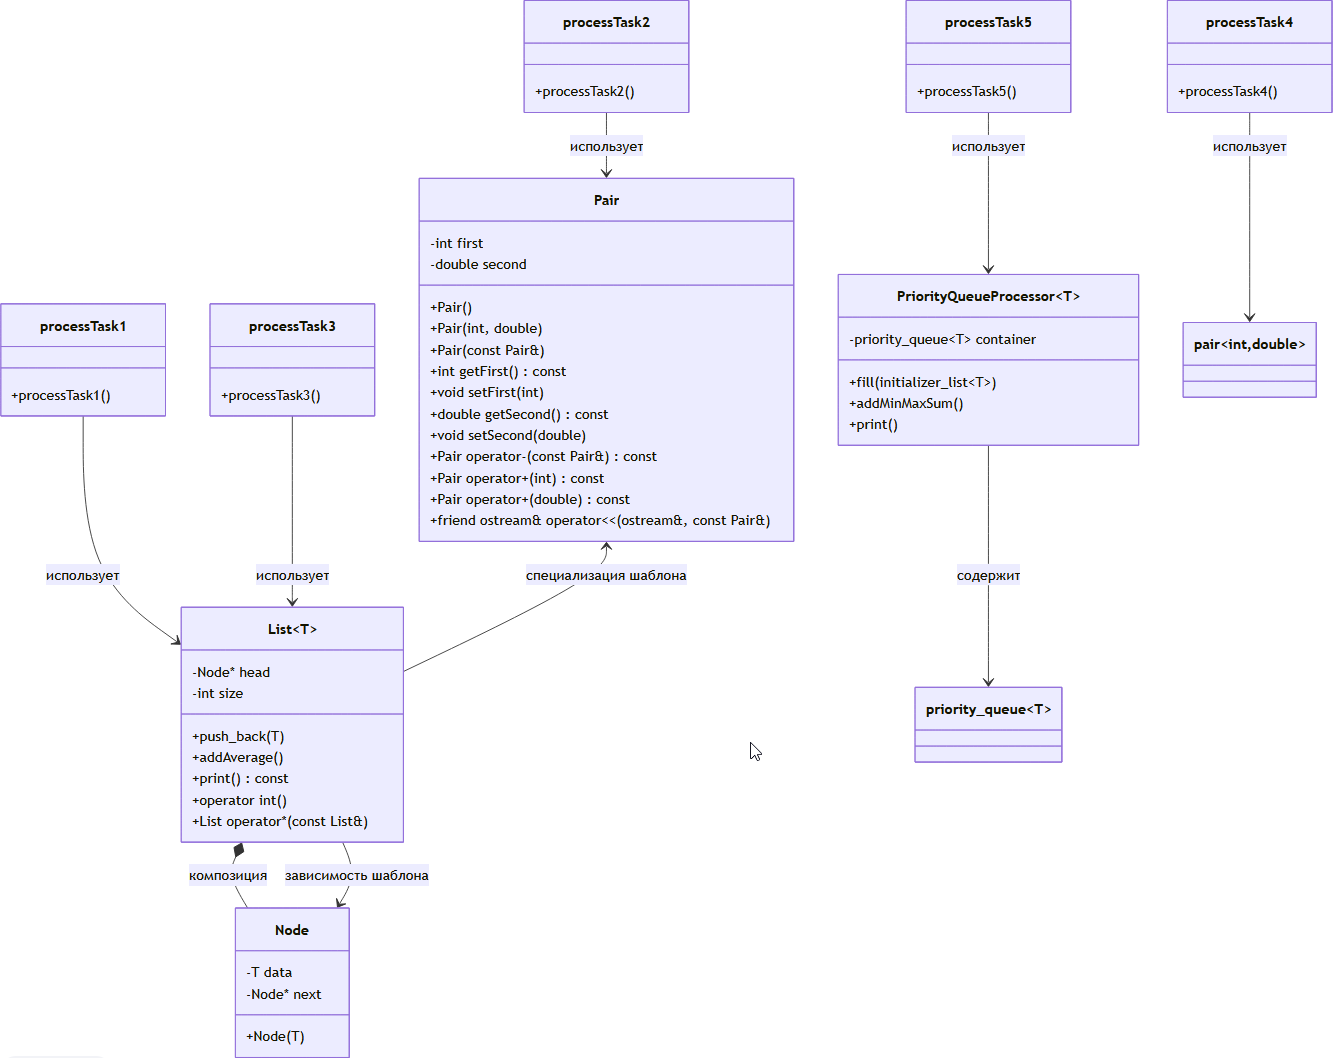 processTask2
+processTask2()
processTask5
+processTask5()
processTask4
+processTask4()
использует
использует
использует
Pair
-int first
-double second
+Pair()
+Pair(int, double)
+Pair(const Pair&)
+int getFirst() : const
+void setFirst(int)
+double getSecond() : const
+void setSecond(double)
+Pair operator-(const Pair&) : const
+Pair operator+(int) : const
+Pair operator+(double) : const
+friend ostream& operator<<(ostream&, const Pair&)
PriorityQueueProcessor<T>
-priority_queue<T> container
+fill(initializer_list<T>)
+addMinMaxSum()
+print()
pair<int,double>
processTask1
+processTask1()
processTask3
+processTask3()
использует
использует
специализация шаблона
содержит
List<T>
-Node* head
-int size
+push_back(T)
+addAverage()
+print() : const
+operator int()
+List operator*(const List&)
priority_queue<T>
композиция
зависимость шаблона
Node
-T data
-Node* next
+Node(T)